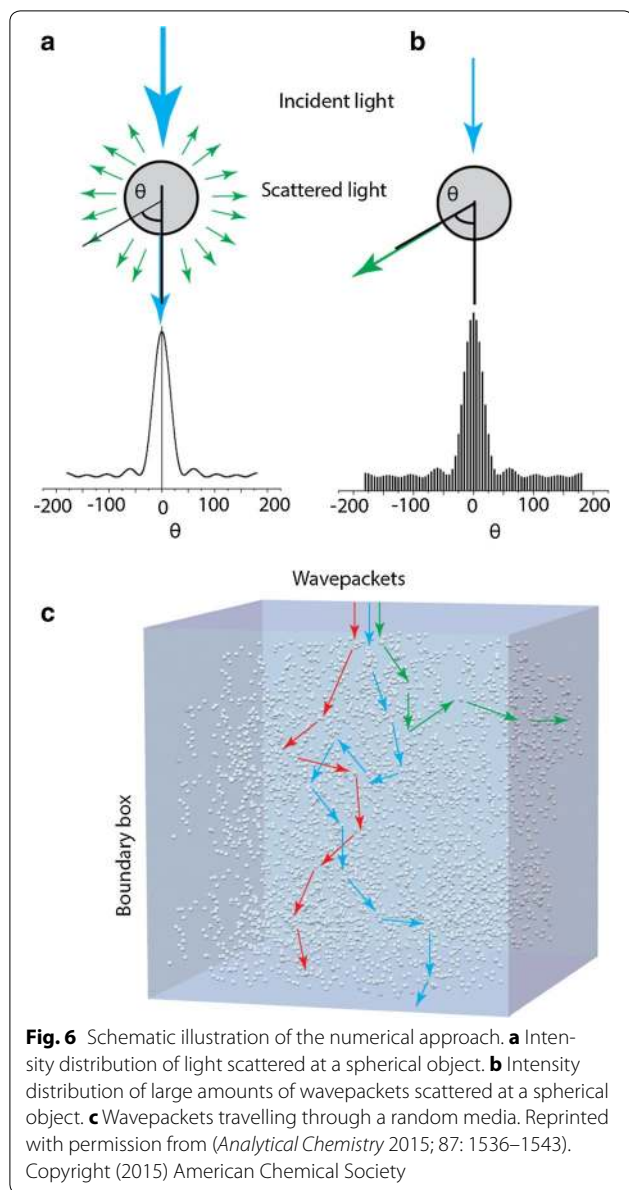 a
b
Incident light
θ
θ
Scattered light
-200 -100 0 100 200
θ
-200 -100 0 100 200
θ
Wavepackets
c
Boundary box
Fig. 6 Schematic illustration of the numerical approach. a Inten-
sity distribution of light scattered at a spherical object. b Intensity
distribution of large amounts of wavepackets scattered at a spherical
object. c Wavepackets travelling through a random media. Reprinted
with permission from (Analytical Chemistry 2015; 87: 1536–1543).
Copyright (2015) American Chemical Society